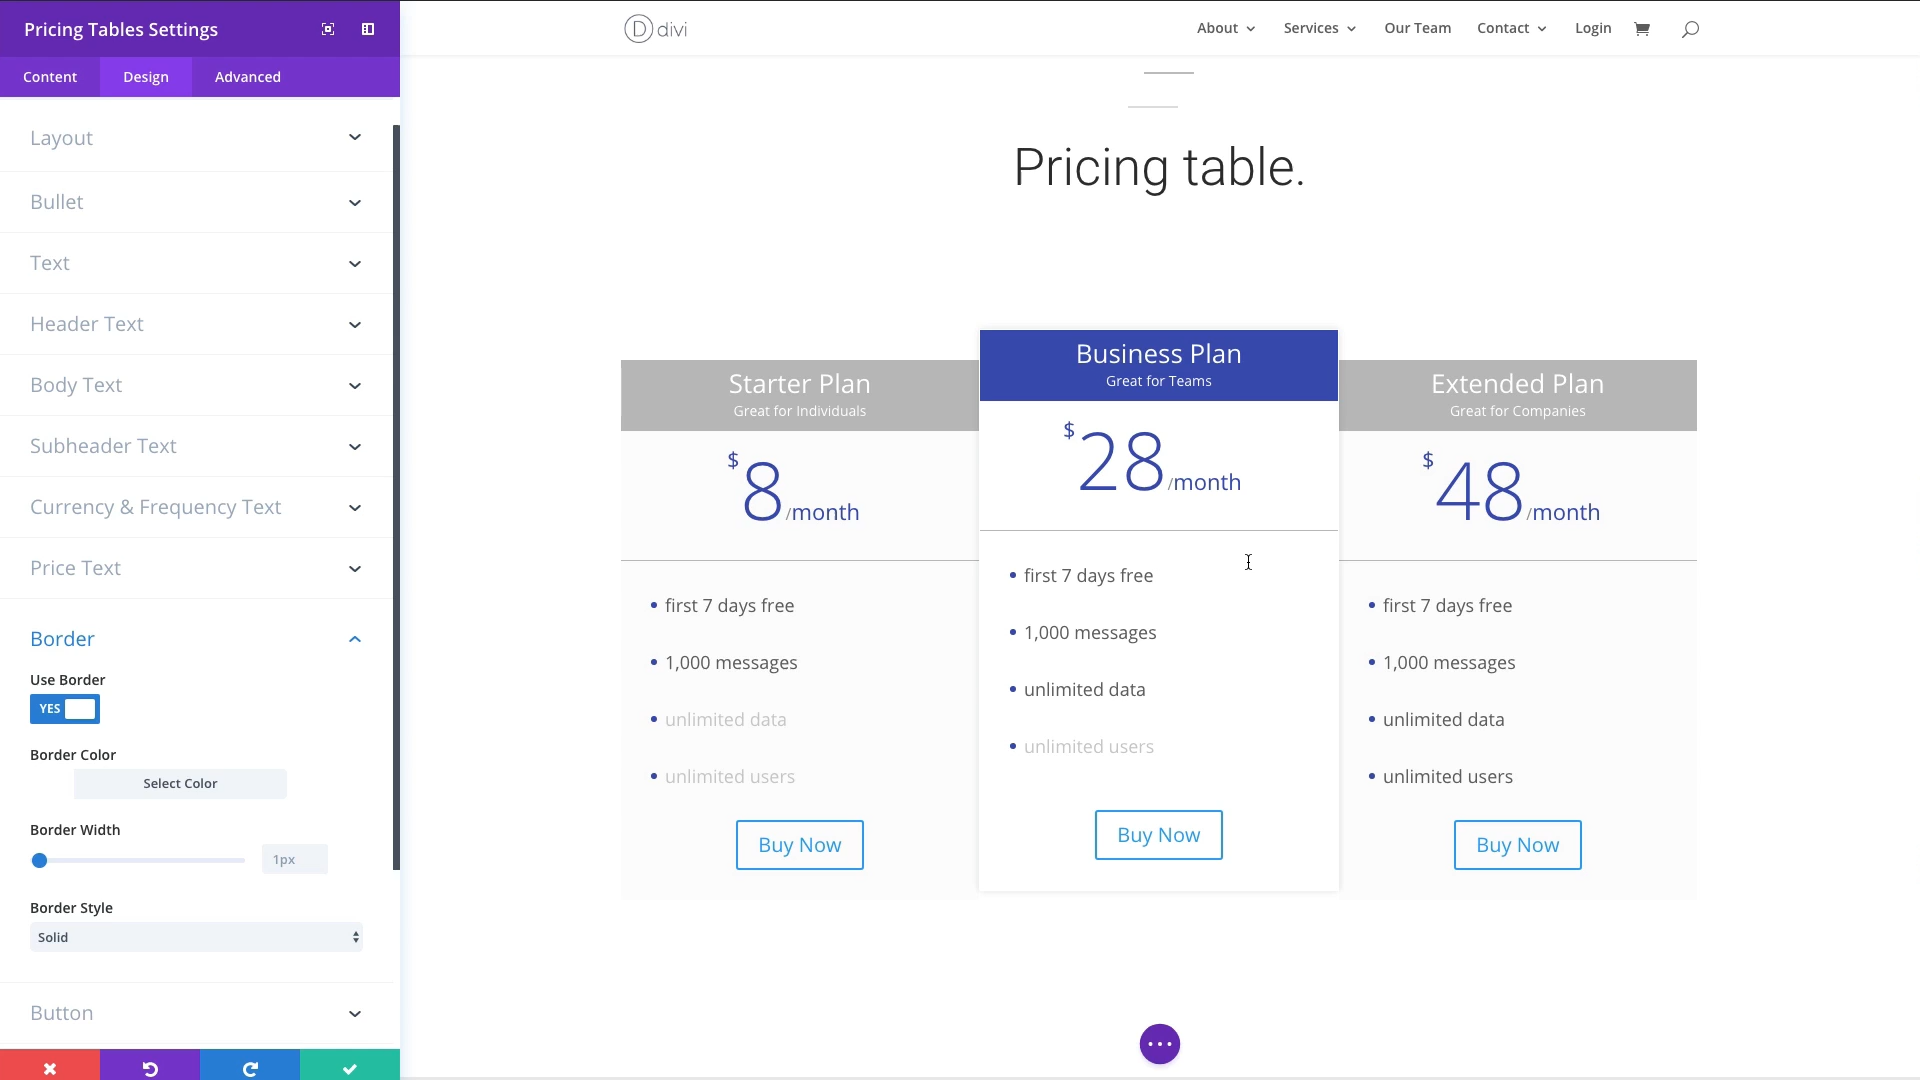 Pricing Tables Settings
Content Design Advanced
Layout
Bullet
Text
Header Text
Body Text
Subheader Text
Currency & Frequency Text
Price Text
Border
Use Border
YES
Border Color
Select Color
Border Width
1px
Border Style
Solid
Button
D divi
About Services Our Team Contact Login
Pricing table.
Starter Plan
Great for Individuals
$8/month
first 7 days free
1,000 messages
unlimited data
unlimited users
Buy Now
Business Plan
Great for Teams
$28/month
first 7 days free
1,000 messages
unlimited data
unlimited users
Buy Now
Extended Plan
Great for Companies
$48/month
first 7 days free
1,000 messages
unlimited data
unlimited users
Buy Now